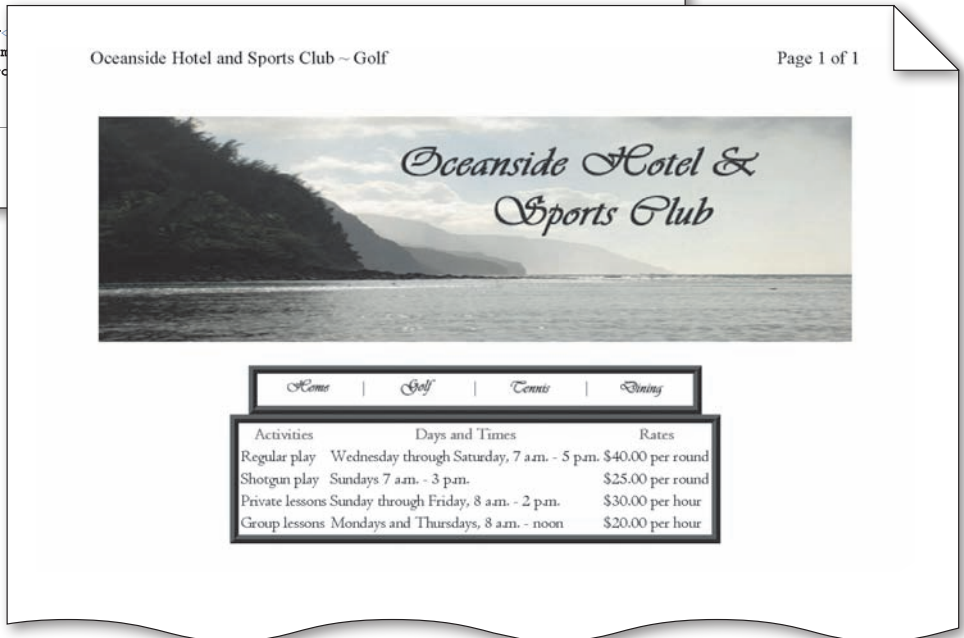 Oceanside Hotel and Sports Club ~ Golf Page 1 of 1
Oceanside Hotel &
Sports Club
Home | Golf | Tennis | Dining
Activities Days and Times Rates
Regular play Wednesday through Saturday, 7 a.m. - 5 p.m. $40.00 per round
Shotgun play Sundays 7 a.m. - 3 p.m. $25.00 per round
Private lessons Sunday through Friday, 8 a.m. - 2 p.m. $30.00 per hour
Group lessons Mondays and Thursdays, 8 a.m. - noon $20.00 per hour